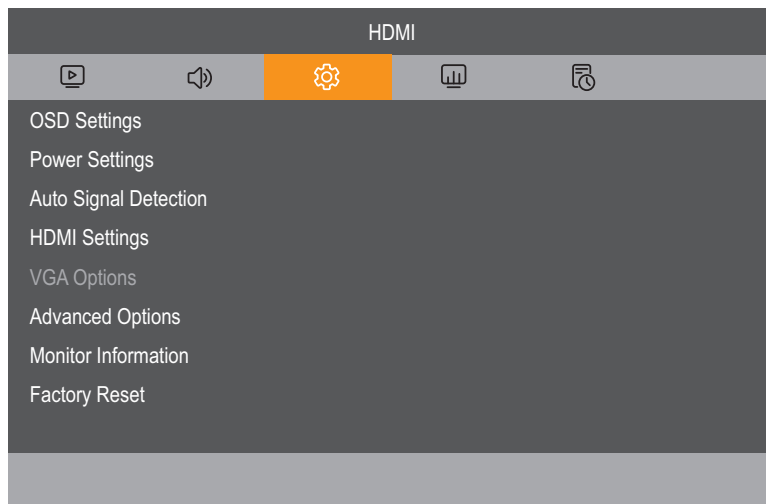 HDMI
OSD Settings
Power Settings
Auto Signal Detection
HDMI Settings
VGA Options
Advanced Options
Monitor Information
Factory Reset